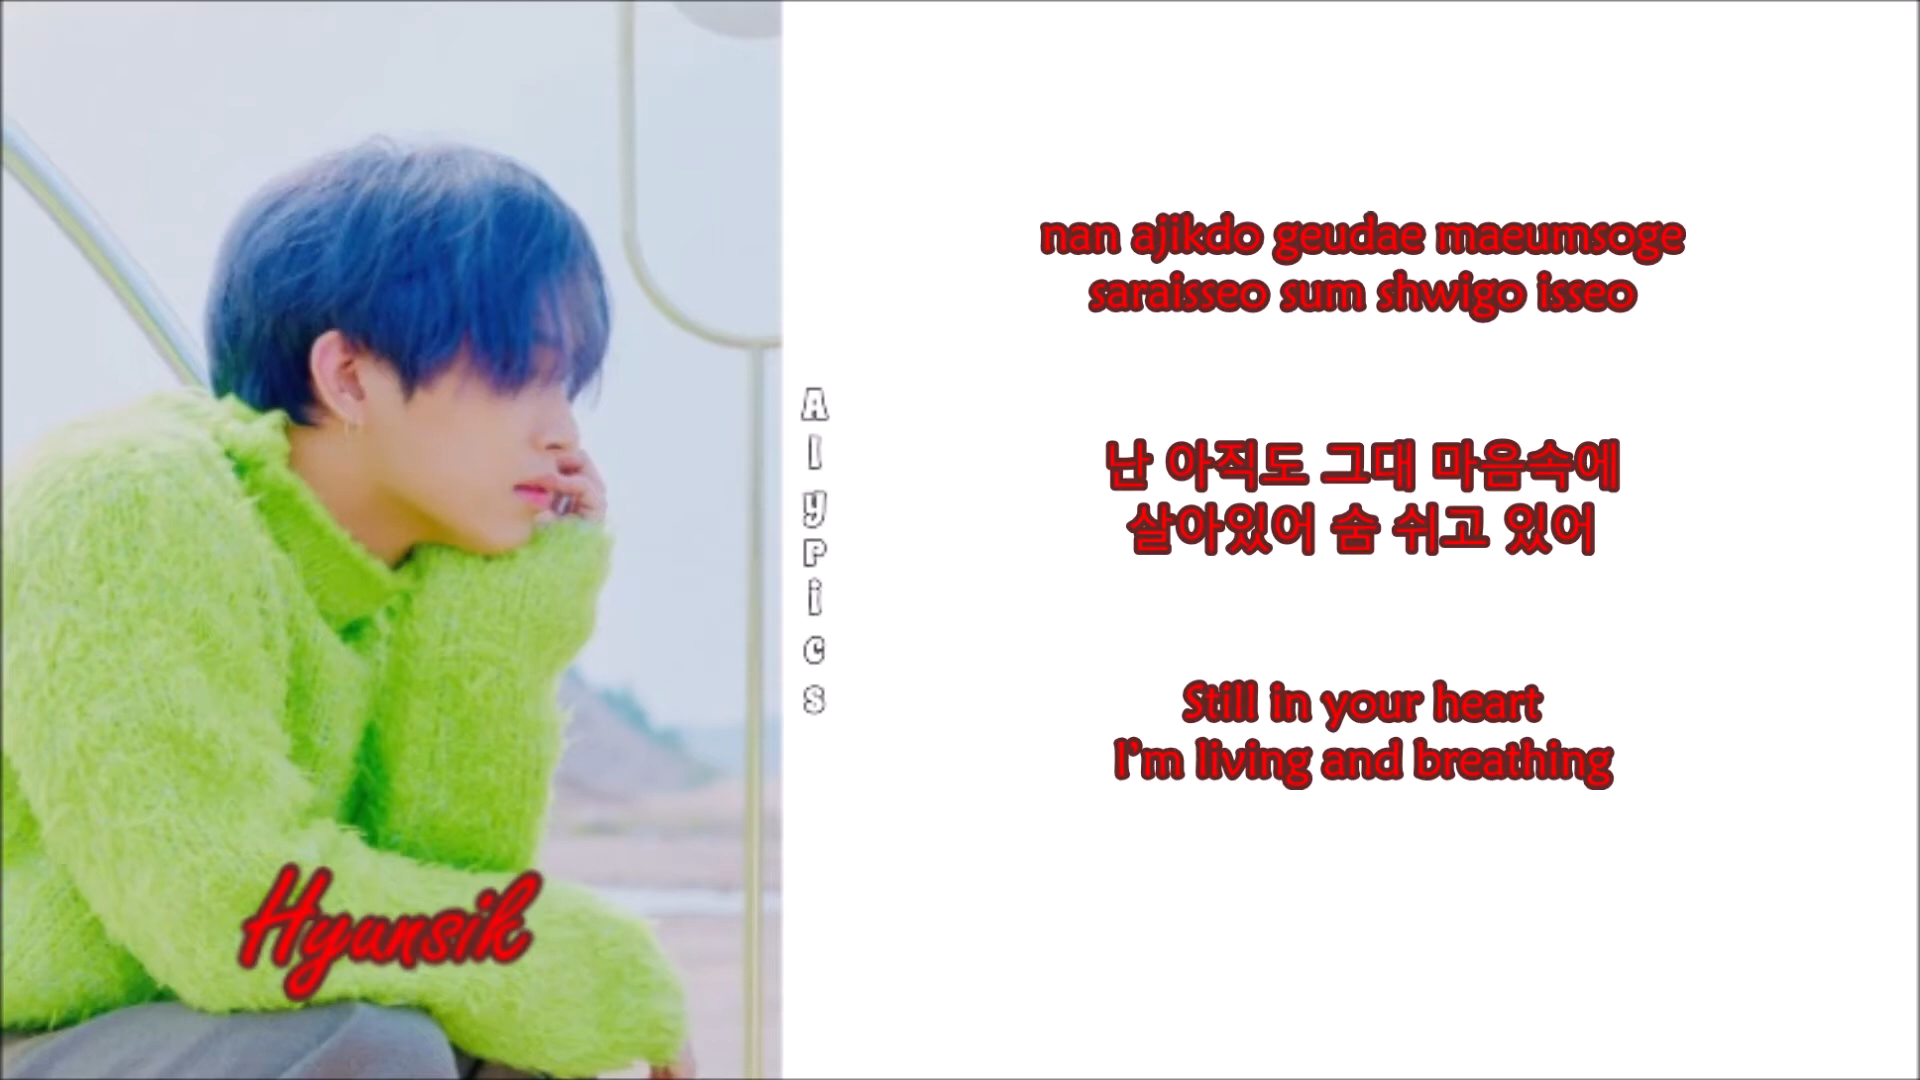 Hyunsik
AlyPics
nan ajikdo geudae maeumsoge
saraisseo sum shwigo isseo
난 아직도 그대 마음속에
살아있어 숨 쉬고 있어
Still in your heart
I'm living and breathing